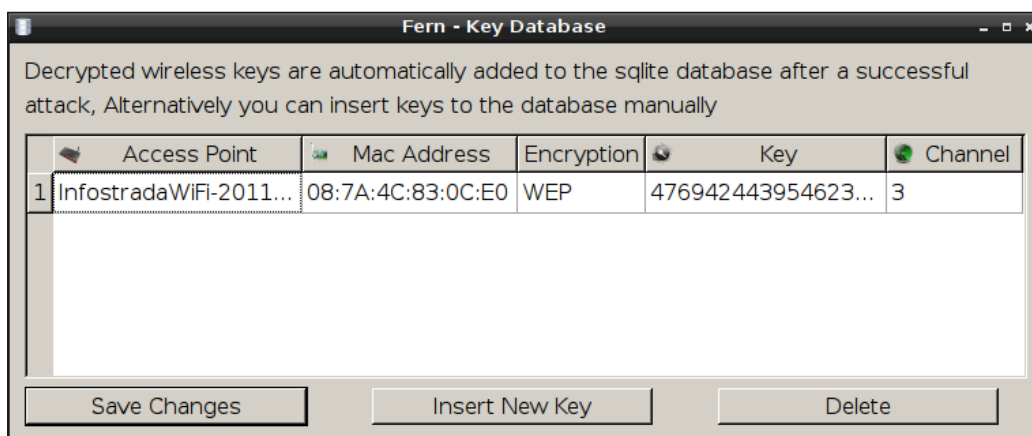 Fern - Key Database
Decrypted wireless keys are automatically added to the sqlite database after a successful
attack, Alternatively you can insert keys to the database manually
Access Point Mac Address Encryption Key Channel
1 InfostradaWiFi-2011... 08:7A:4C:83:0C:E0 WEP 476942443954623... 3
Save Changes Insert New Key Delete